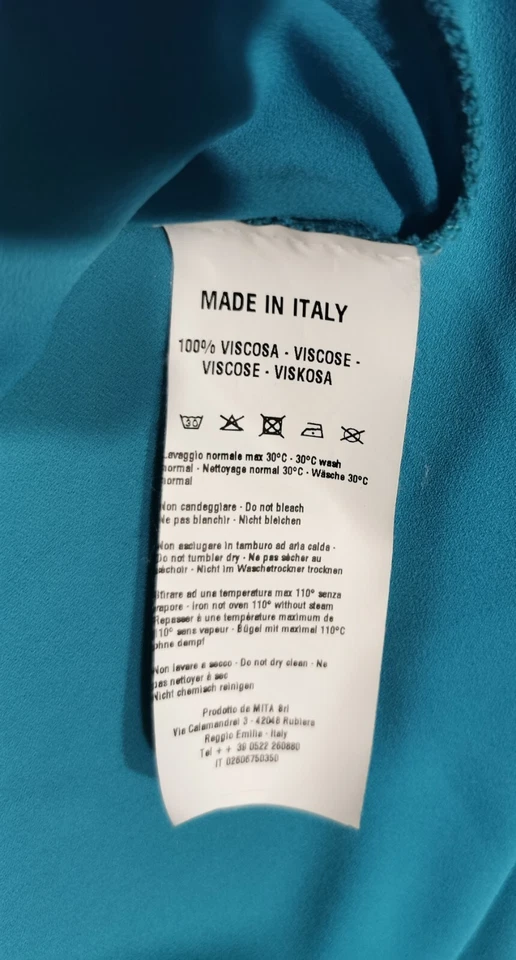 MADE IN ITALY
100% VISCOSA - VISCOSE -
VISCOSE - VISKOSA
30
Lavaggio normale max 30°C - 30°C wash
normal - Nettoyage normal 30°C - Wäsche 30°C
normal
Non candeggiare - Do not bleach
Ne pas blanchir - Nicht bleichen
Non asciugare in tamburo ad aria calda -
Do not tumbler dry - Ne pas sécher au
séchoir - Nicht im Waschetrockner trocknen
Stirare ad una temperatura max 110° senza
vapore - iron not oven 110° without steam
Repasser à une température maximum de
110° sans vapeur - Bügel mit maximal 110°C
ohne dampf
Non lavare a secco - Do not dry clean - Ne
pas nettoyer è sec
Nicht chemisch reinigen
Prodotto da MITA Srl
Via Calamandrei 3 - 42048 Rubiera
Reggio Emilia - Italy
Tel + + 39 0522 260880
IT 02606750350